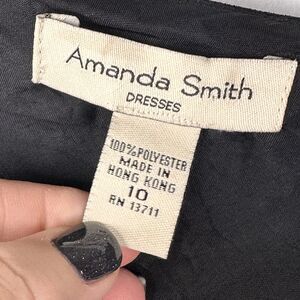 Amanda Smith
DRESSES
100% POLYESTER
MADE IN
HONG KONG
10
RN 13711